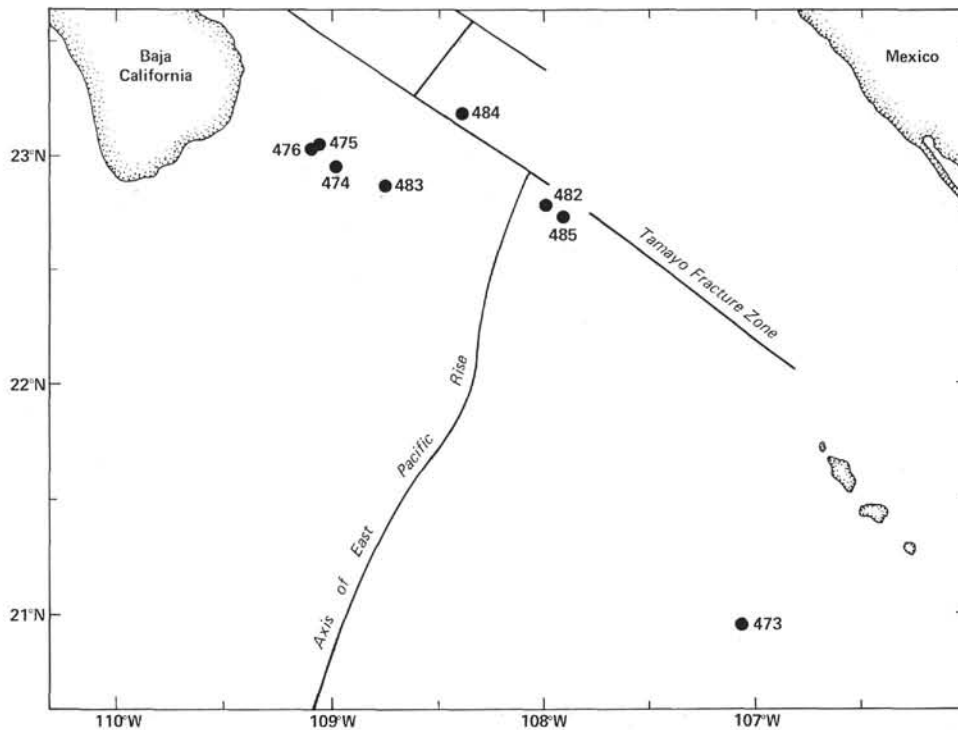 Baja
California
Mexico
484
23°N
476
475
474
483
482
485
Tamayo Fracture Zone
22°N
Axis of East Pacific Rise
21°N
473
110°W
109°W
108°W
107°W